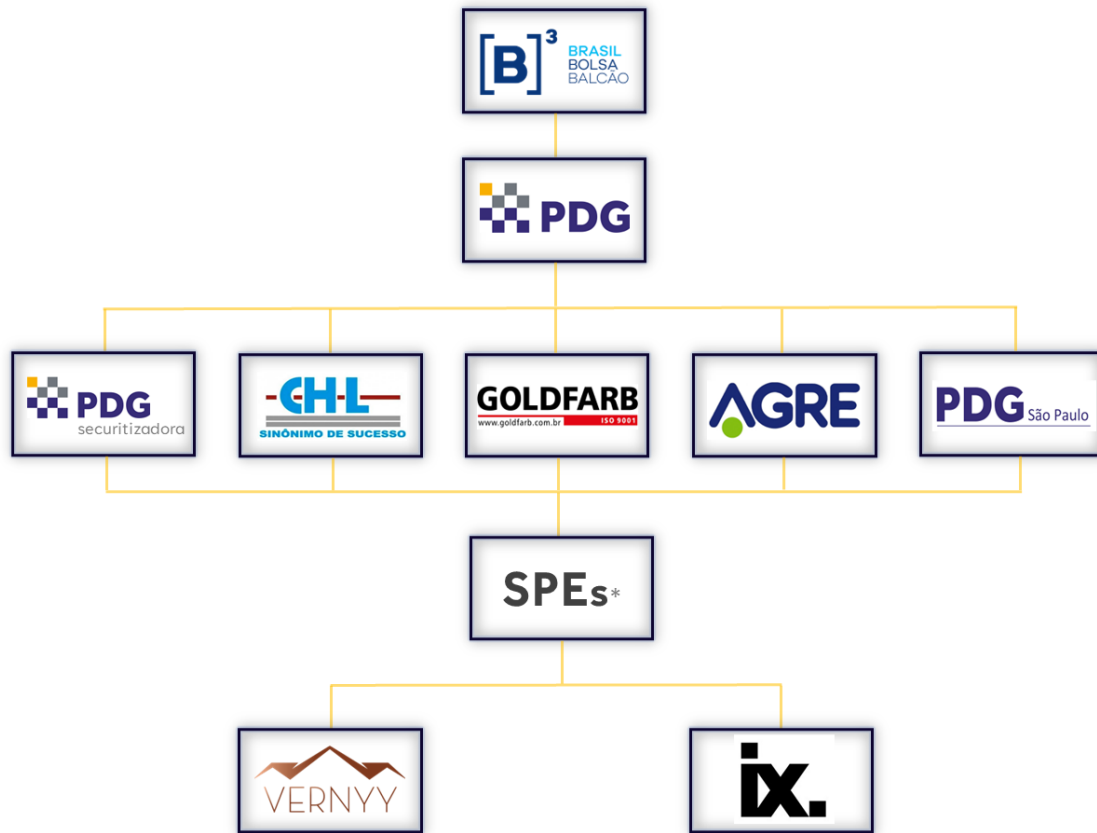 [B]³
BRASIL
BOLSA
BALCÃO
PDG
PDG
securitizadora
CHL
SINÔNIMO DE SUCESSO
GOLDFARB
www.goldfarb.com.br ISO 9001
AGRE
PDG São Paulo
SPEs*
VERNYY
ix.